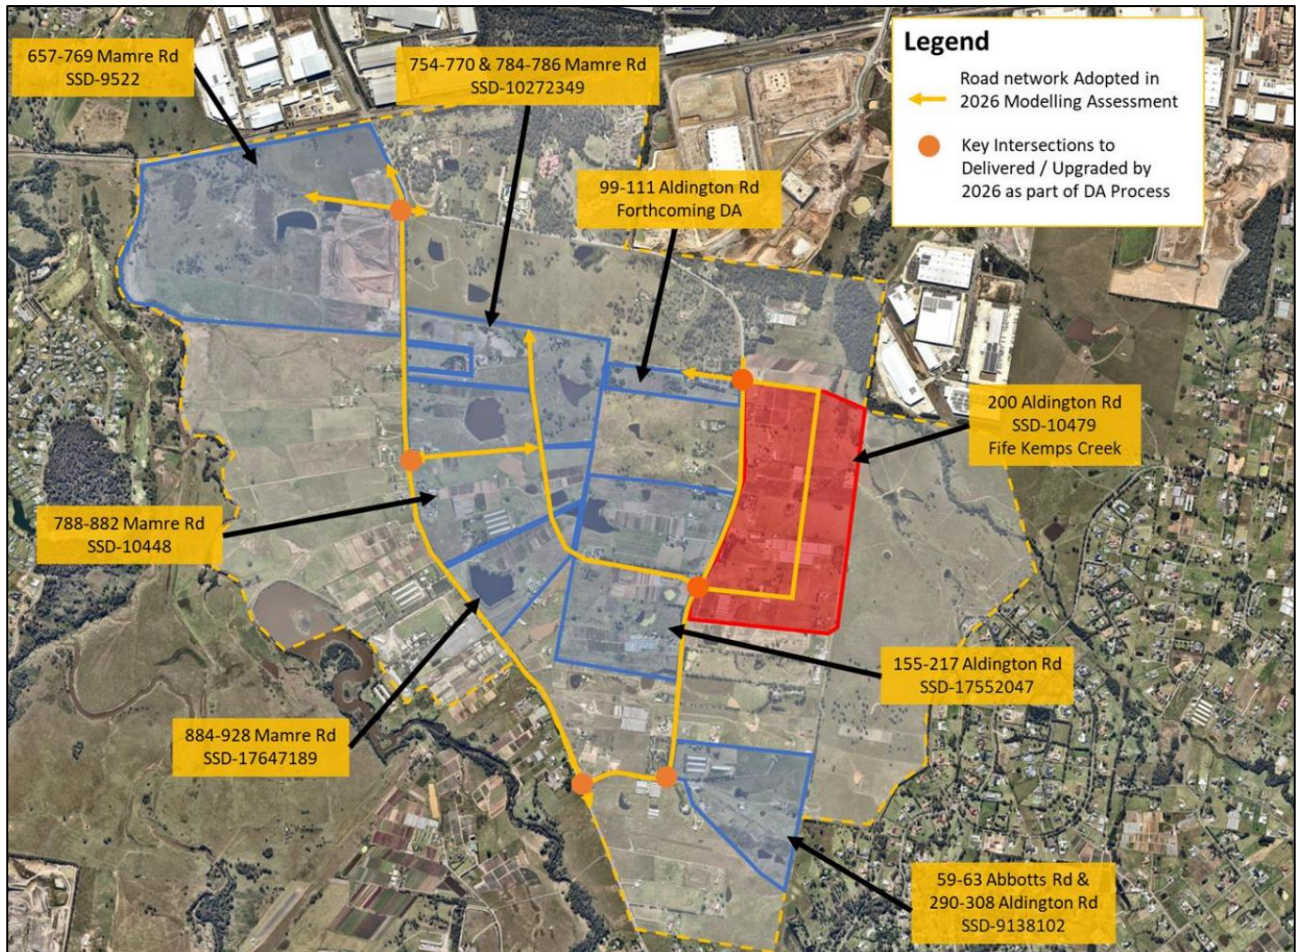 657-769 Mamre Rd
SSD-9522
754-770 & 784-786 Mamre Rd
SSD-10272349
99-111 Aldington Rd
Forthcoming DA
Legend
Road network Adopted in
2026 Modelling Assessment
Key Intersections to
Delivered / Upgraded by
2026 as part of DA Process
200 Aldington Rd
SSD-10479
Fife Kemps Creek
788-882 Mamre Rd
SSD-10448
155-217 Aldington Rd
SSD-17552047
884-928 Mamre Rd
SSD-17647189
59-63 Abbotts Rd &
290-308 Aldington Rd
SSD-9138102